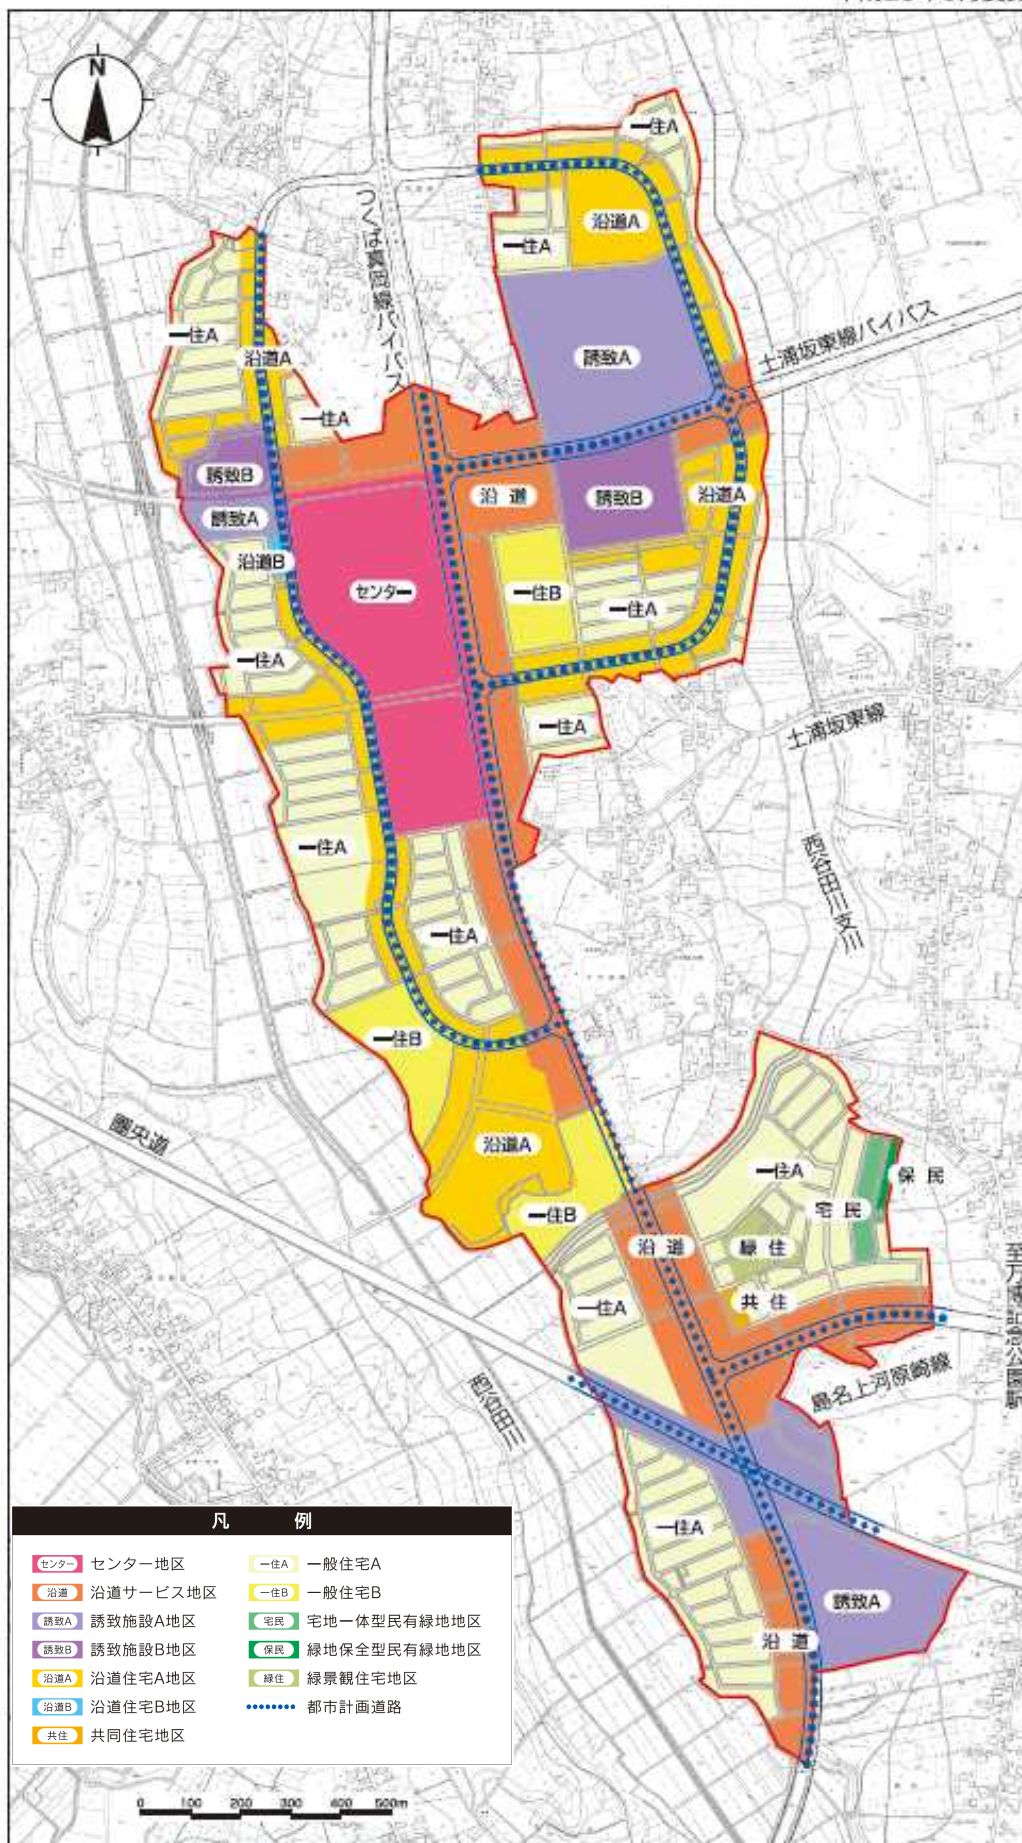 N
一住A
つくば真岡線バイパス
沿道A
一住A
土浦坂東線バイパス
一住A
沿道A
誘致A
一住A
誘致B
沿道
誘致B
沿道A
誘致A
沿道B
センター
一住B
一住A
一住A
一住A
土浦坂東線
一住A
西谷田川支川
一住A
一住B
圏央道
沿道A
一住A
保民
宅民
一住B
沿道
緑住
至万博記念公園駅
共住
一住A
島名上河原崎線
一住A
誘致A
沿道
凡例
センター センター地区
沿道 沿道サービス地区
誘致A 誘致施設A地区
誘致B 誘致施設B地区
沿道A 沿道住宅A地区
沿道B 沿道住宅B地区
共住 共同住宅地区
一住A 一般住宅A
一住B 一般住宅B
宅民 宅地一体型民有緑地地区
保民 緑地保全型民有緑地地区
緑住 緑景観住宅地区
都市計画道路
0 100 200 300 400 500m